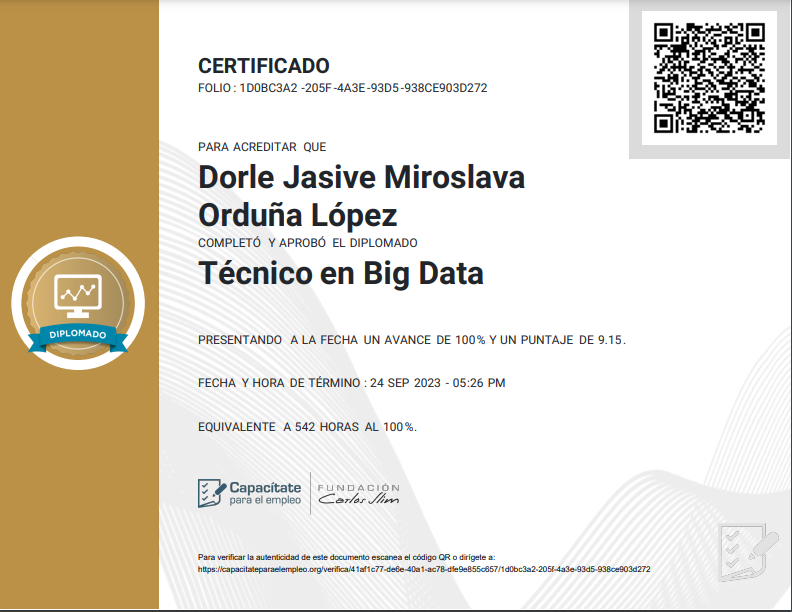 CERTIFICADO
FOLIO: 1D0BC3A2 -205F-4A3E-93D5-938CE903D272
PARA ACREDITAR QUE
Dorle Jasive Miroslava
Orduña López
COMPLETÓ Y APROBÓ EL DIPLOMADO
Técnico en Big Data
DIPLOMADO
PRESENTANDO A LA FECHA UN AVANCE DE 100% Y UN PUNTAJE DE 9.15.
FECHA Y HORA DE TÉRMINO : 24 SEP 2023 - 05:26 PM
EQUIVALENTE A 542 HORAS AL 100%.
Capacítate
para el empleo
FUNDACIÓN
Carlos Slim
Para verificar la autenticidad de este documento escanea el código QR o dirígete a:
https://capacitateparaelempleo.org/verifica/41af1c77-de6e-40a1-ac78-dfe9e855c657/1d0bc3a2-205f-4a3e-93d5-938ce903d272